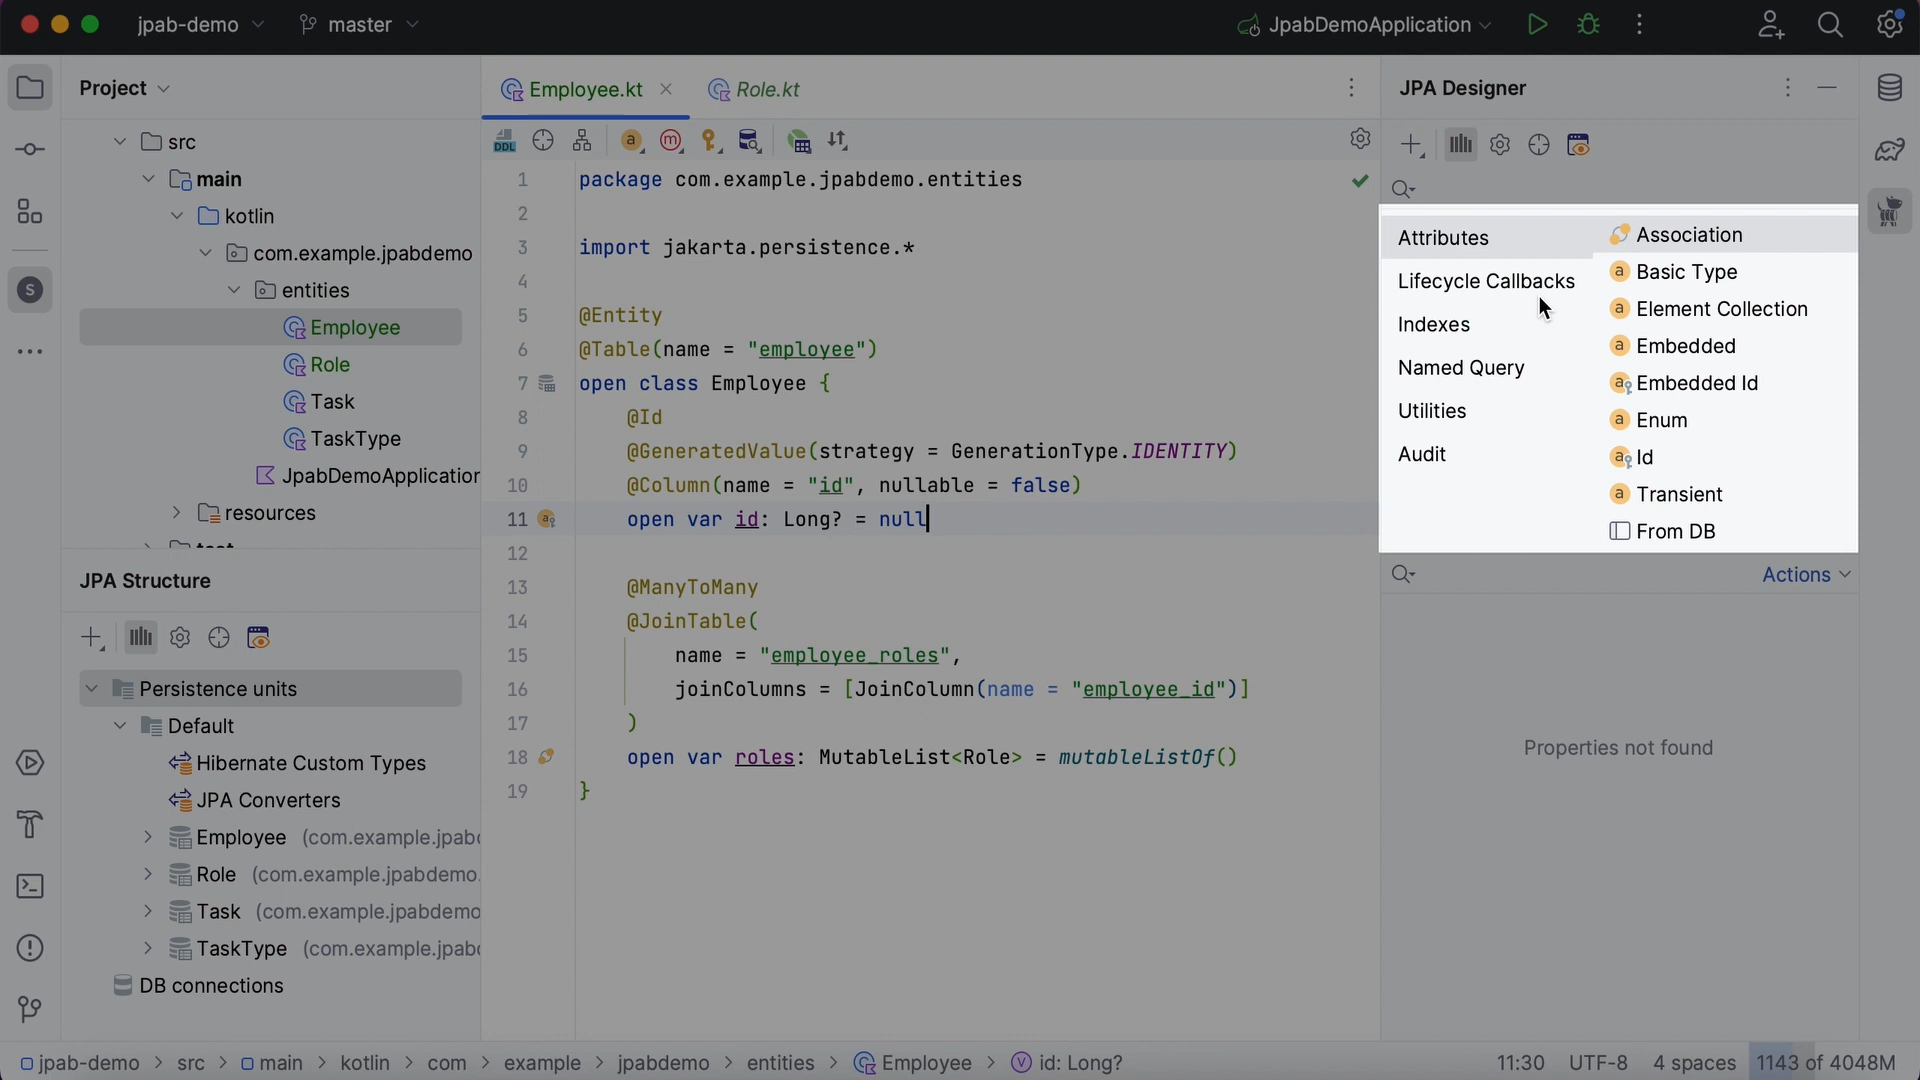 jpab-demo
master
JpabDemoApplication
Project
src
main
kotlin
com.example.jpabdemo
entities
Employee
Role
Task
TaskType
JpabDemoApplication
resources
test
JPA Structure
Persistence units
Default
Hibernate Custom Types
JPA Converters
Employee (com.example.jpabd
Role (com.example.jpabdemo.
Task (com.example.jpabdemo
TaskType (com.example.jpabd
DB connections
Employee.kt
Role.kt
DDL
1 package com.example.jpabdemo.entities
2
3 import jakarta.persistence.*
4
5 @Entity
6 @Table(name = "employee")
7 open class Employee {
8 @Id
9 @GeneratedValue(strategy = GenerationType.IDENTITY)
10 @Column(name = "id", nullable = false)
11 open var id: Long? = null
12
13 @ManyToMany
14 @JoinTable(
15 name = "employee_roles",
16 joinColumns = [JoinColumn(name = "employee_id")]
17 )
18 open var roles: MutableList<Role> = mutableListOf()
19 }
JPA Designer
Attributes
Lifecycle Callbacks
Indexes
Named Query
Utilities
Audit
Association
Basic Type
Element Collection
Embedded
Embedded Id
Enum
Id
Transient
From DB
Actions
Properties not found
jpab-demo > src > main > kotlin > com > example > jpabdemo > entities > Employee > id: Long?
11:30 UTF-8 4 spaces 1143 of 4048M